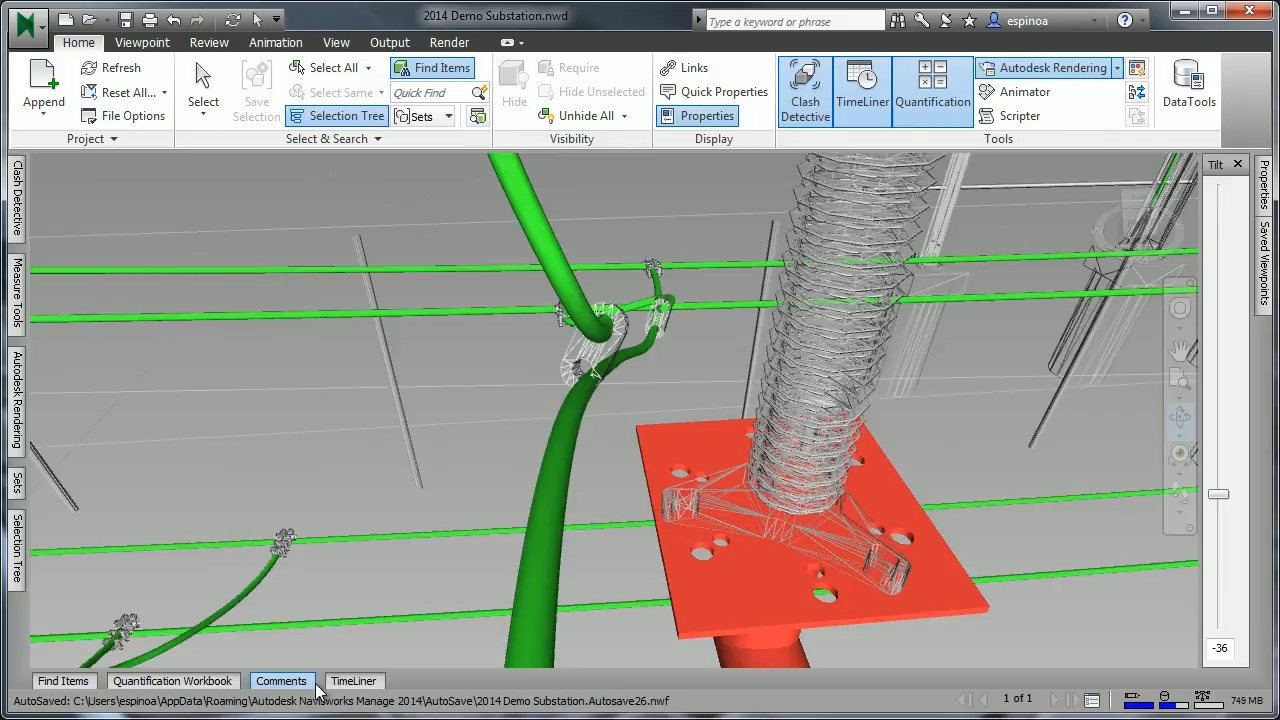 2014 Demo Substation.nwd
Type a keyword or phrase
espinoa
Home Viewpoint Review Animation View Output Render
Append
Refresh
Reset All...
File Options
Project
Select
Save Selection
Select All
Select Same
Selection Tree
Find Items
Quick Find
Sets
Select & Search
Hide
Require
Hide Unselected
Unhide All
Visibility
Links
Quick Properties
Properties
Display
Clash Detective
TimeLiner
Quantification
Autodesk Rendering
Animator
Scripter
Tools
DataTools
Clash Detective
Measure Tools
Autodesk Rendering
Sets
Selection Tree
Tilt
-36
Properties
Saved Viewpoints
Find Items Quantification Workbook Comments TimeLiner
AutoSaved: C:\Users\espinoa\AppData\Roaming\Autodesk Navisworks Manage 2014\AutoSave\2014 Demo Substation.Autosave26.nwf
1 of 1
749 MB